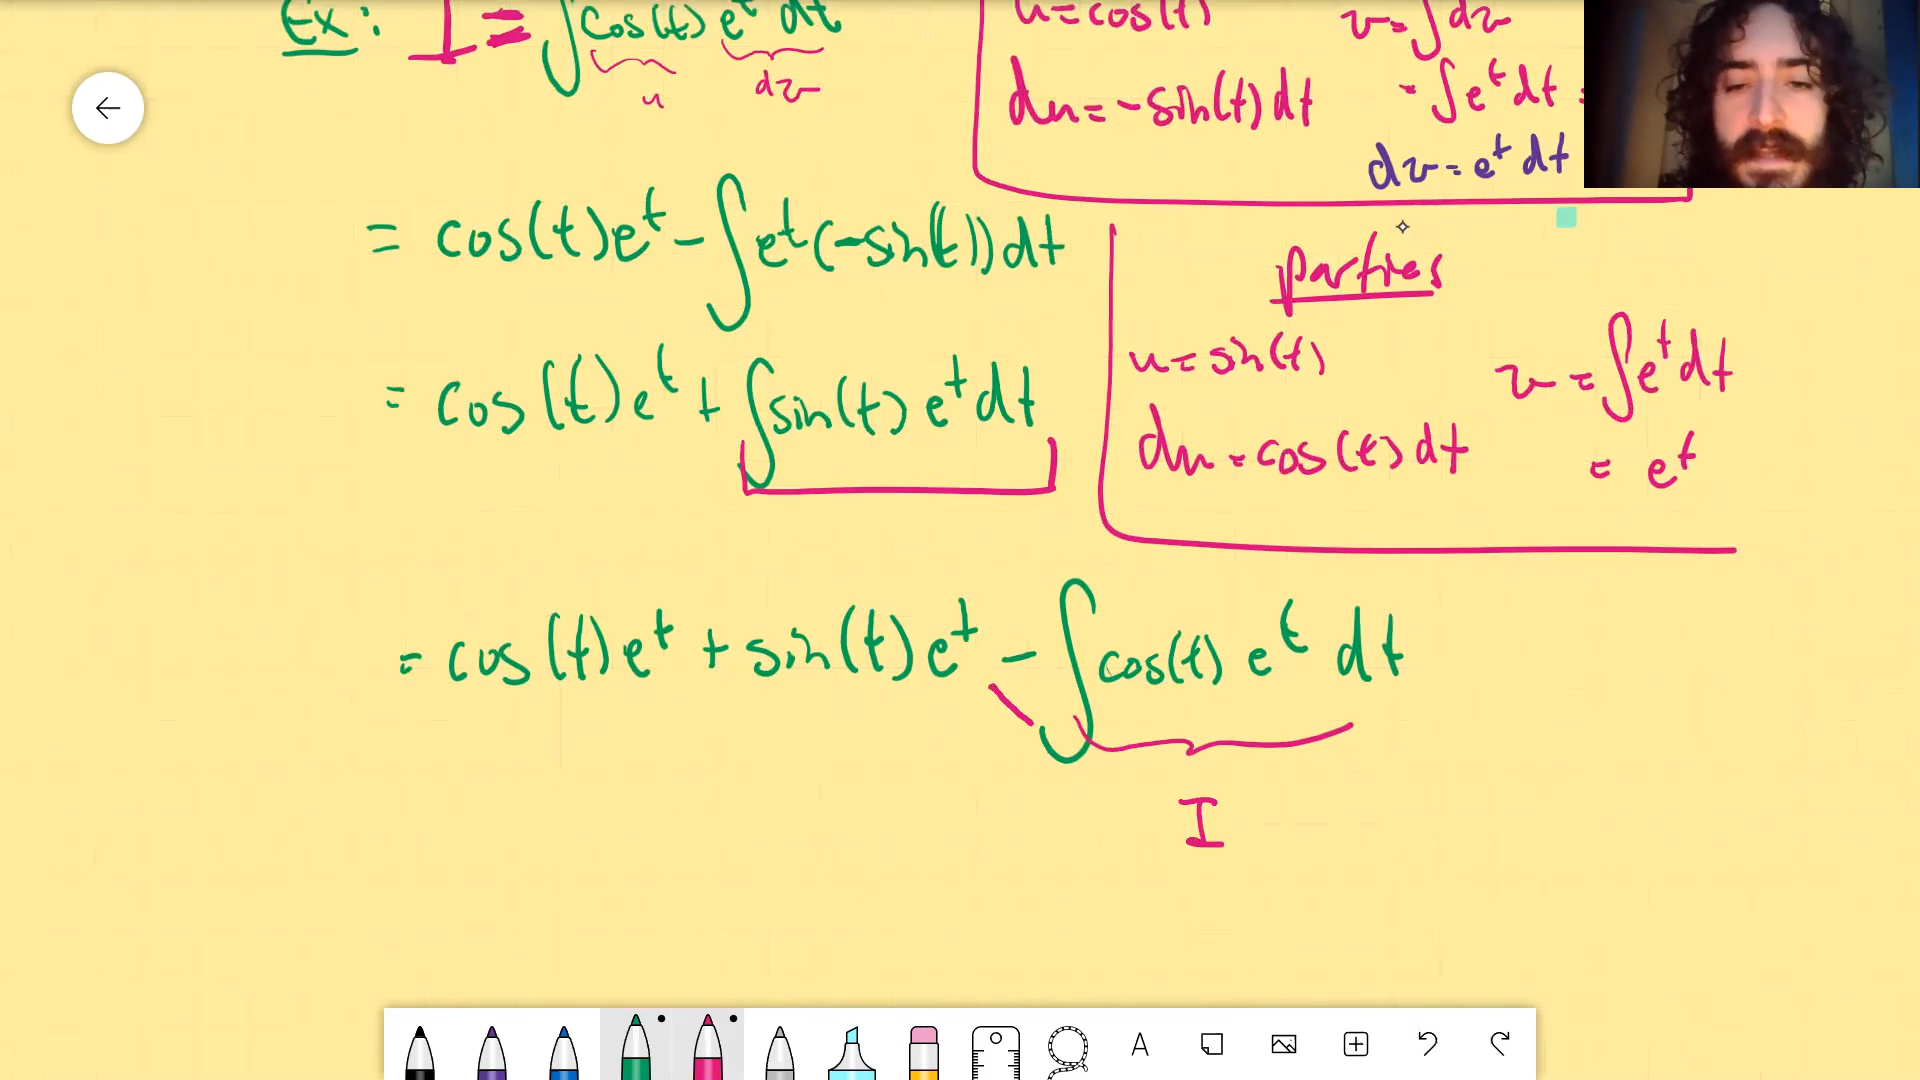 Ex: I = ∫cos(t) e^t dt
u dv
u = cos(t) v = ∫dv
du = -sin(t) dt = ∫e^t dt =
dv = e^t dt
= cos(t)e^t - ∫e^t(-sin(t))dt
parties
= cos(t)e^t + ∫sin(t) e^t dt
u = sin(t) v = ∫e^t dt
du = cos(t) dt = e^t
= cos(t)e^t + sin(t)e^t - ∫cos(t) e^t dt
I
A